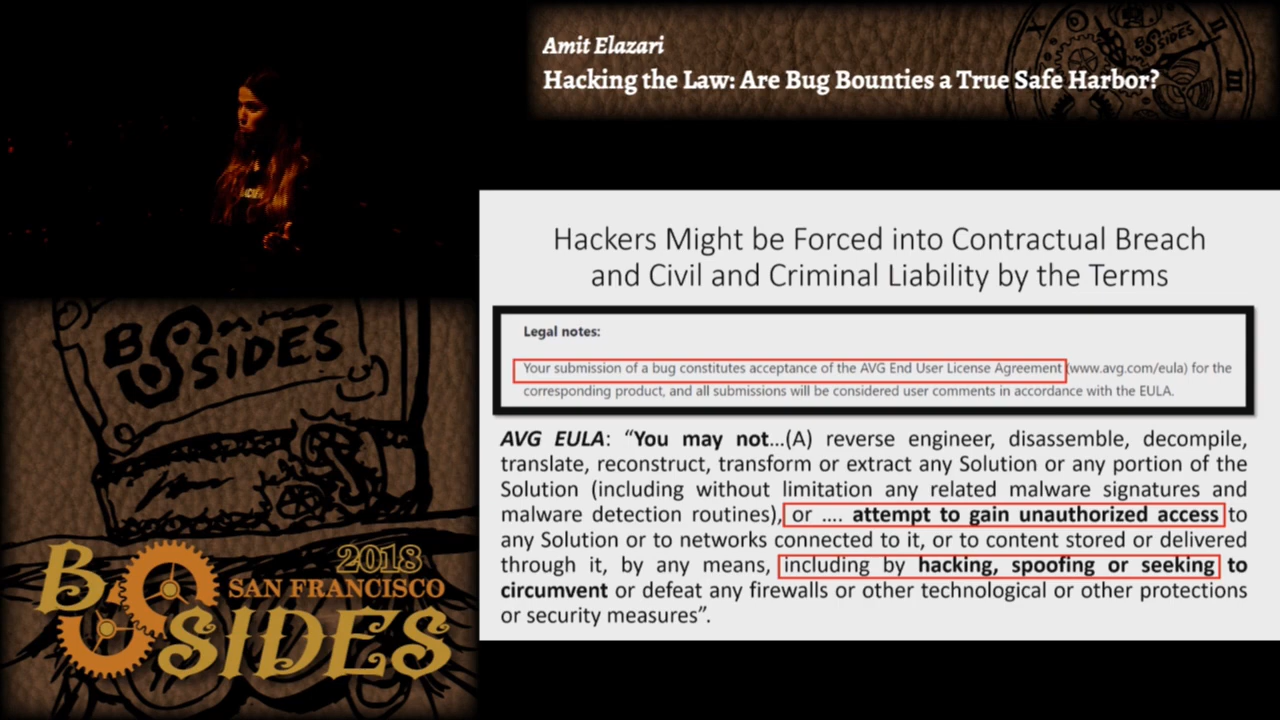 Amit Elazari
Hacking the Law: Are Bug Bounties a True Safe Harbor?
BSIDES
Hackers Might be Forced into Contractual Breach
and Civil and Criminal Liability by the Terms
Legal notes:
Your submission of a bug constitutes acceptance of the AVG End User License Agreement (www.avg.com/eula) for the
corresponding product, and all submissions will be considered user comments in accordance with the EULA.
AVG EULA: “You may not…(A) reverse engineer, disassemble, decompile,
translate, reconstruct, transform or extract any Solution or any portion of the
Solution (including without limitation any related malware signatures and
malware detection routines), or .... attempt to gain unauthorized access to
any Solution or to networks connected to it, or to content stored or delivered
through it, by any means, including by hacking, spoofing or seeking to
circumvent or defeat any firewalls or other technological or other protections
or security measures”.
BSIDES
2018
SAN FRANCISCO
BSIDES